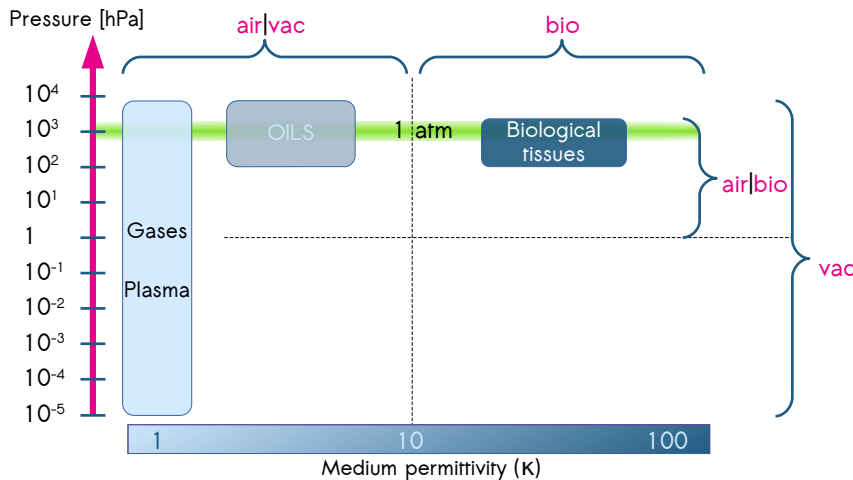 Pressure [hPa]
air|vac
bio
10⁴
10³
10²
10¹
1
10⁻¹
10⁻²
10⁻³
10⁻⁴
10⁻⁵
OILS
1 atm
Biological
tissues
air|bio
Gases
Plasma
vac
1
10
100
Medium permittivity (κ)